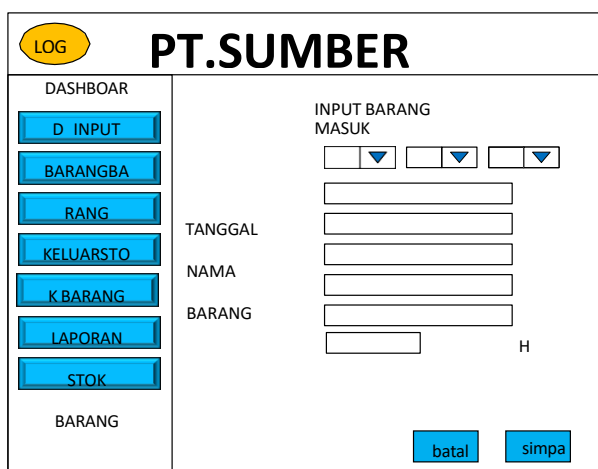 LOG
PT.SUMBER
DASHBOAR
D INPUT
BARANGBA
RANG
KELUARSTO
K BARANG
LAPORAN
STOK
BARANG
INPUT BARANG
MASUK
TANGGAL
NAMA
BARANG
H
batal
simpa